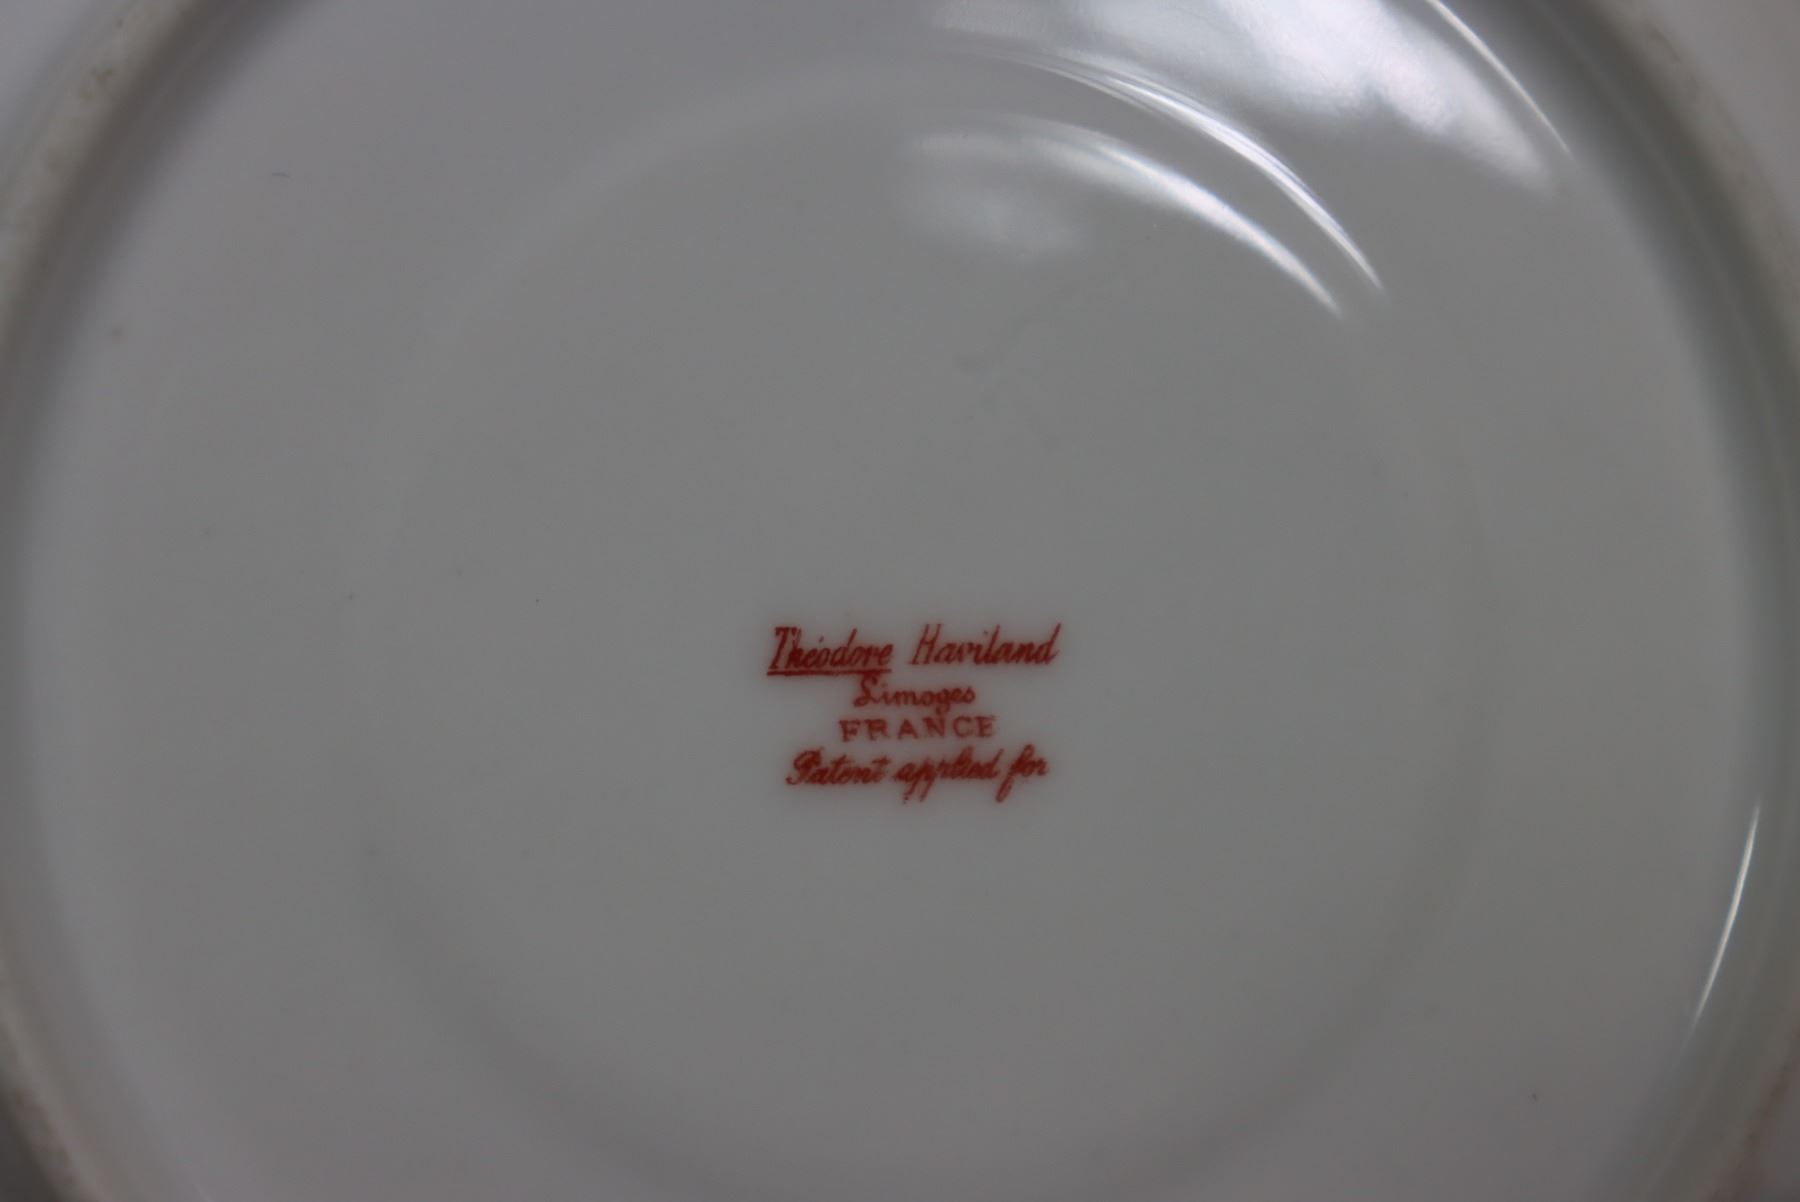 Théodore Haviland
Limoges
FRANCE
Patent applied for